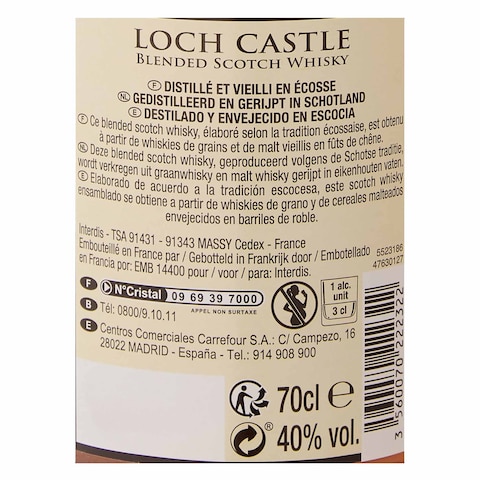 LOCH CASTLE
BLENDED SCOTCH WHISKY
F DISTILLÉ ET VIEILLI EN ÉCOSSE
NL GEDISTILLEERD EN GERIJPT IN SCHOTLAND
E DESTILADO Y ENVEJECIDO EN ESCOCIA
F Ce blended scotch whisky, élaboré selon la tradition écossaise, est obtenu
à partir de whiskies de grains et de malt vieillis en fûts de chêne.
NL Deze blended scotch whisky, geproduceerd volgens de Schotse traditie,
wordt verkregen uit graanwhisky en malt whisky gerijpt in eikenhouten vaten.
E Elaborado de acuerdo a la tradición escocesa, este scotch whisky
ensamblado se obtiene a partir de whiskies de grano y de cereales malteados
envejecidos en barriles de roble.
Interdis - TSA 91431 - 91343 MASSY Cedex - France
Embouteillé en France par / Gebotteld in Frankrijk door / Embotellado
en Francia por: EMB 14400 pour / voor / para: Interdis.
5523186
47630127
F N°Cristal 09 69 39 7000
APPEL NON SURTAXE
B Tél: 0800/9.10.11
E Centros Comerciales Carrefour S.A.: C/ Campezo, 16
28022 MADRID - España - Tel: 914 908 900
1 alc.
unit
3 cl
70cl e
® 40% vol.
3 560070 222322